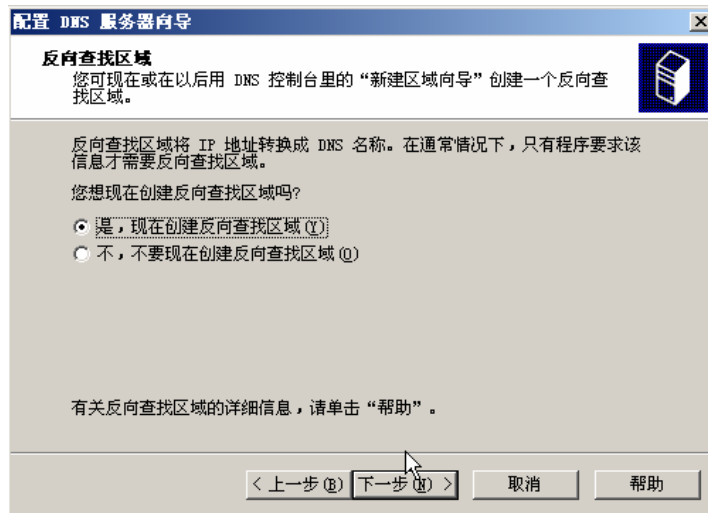 配置 DNS 服务器向导
反向查找区域
您可现在或在以后用 DNS 控制台里的“新建区域向导”创建一个反向查
找区域。
反向查找区域将 IP 地址转换成 DNS 名称。在通常情况下，只有程序要求该
信息才需要反向查找区域。
您想现在创建反向查找区域吗?
是，现在创建反向查找区域(Y)
不，不要现在创建反向查找区域(O)
有关反向查找区域的详细信息，请单击“帮助”。
< 上一步(B) 下一步(N) > 取消 帮助